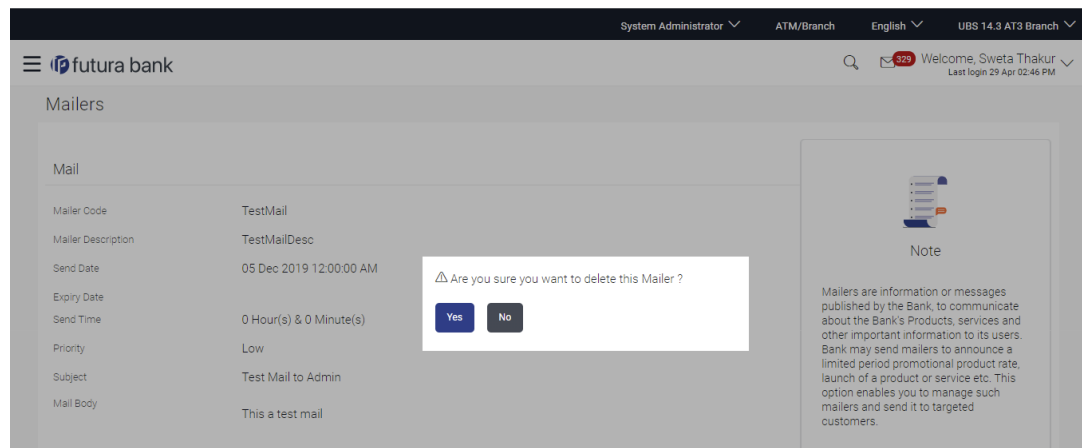 System Administrator ATM/Branch English UBS 14.3 AT3 Branch
futura bank
329 Welcome, Sweta Thakur
Last login 29 Apr 02:46 PM
Mailers
Mail
Mailer Code TestMail
Mailer Description TestMailDesc
Send Date 05 Dec 2019 12:00:00 AM
Expiry Date
Send Time 0 Hour(s) & 0 Minute(s)
Priority Low
Subject Test Mail to Admin
Mail Body This a test mail
Are you sure you want to delete this Mailer ?
Yes No
Note
Mailers are information or messages
published by the Bank, to communicate
about the Bank's Products, services and
other important information to its users.
Bank may send mailers to announce a
limited period promotional product rate,
launch of a product or service etc. This
option enables you to manage such
mailers and send it to targeted
customers.